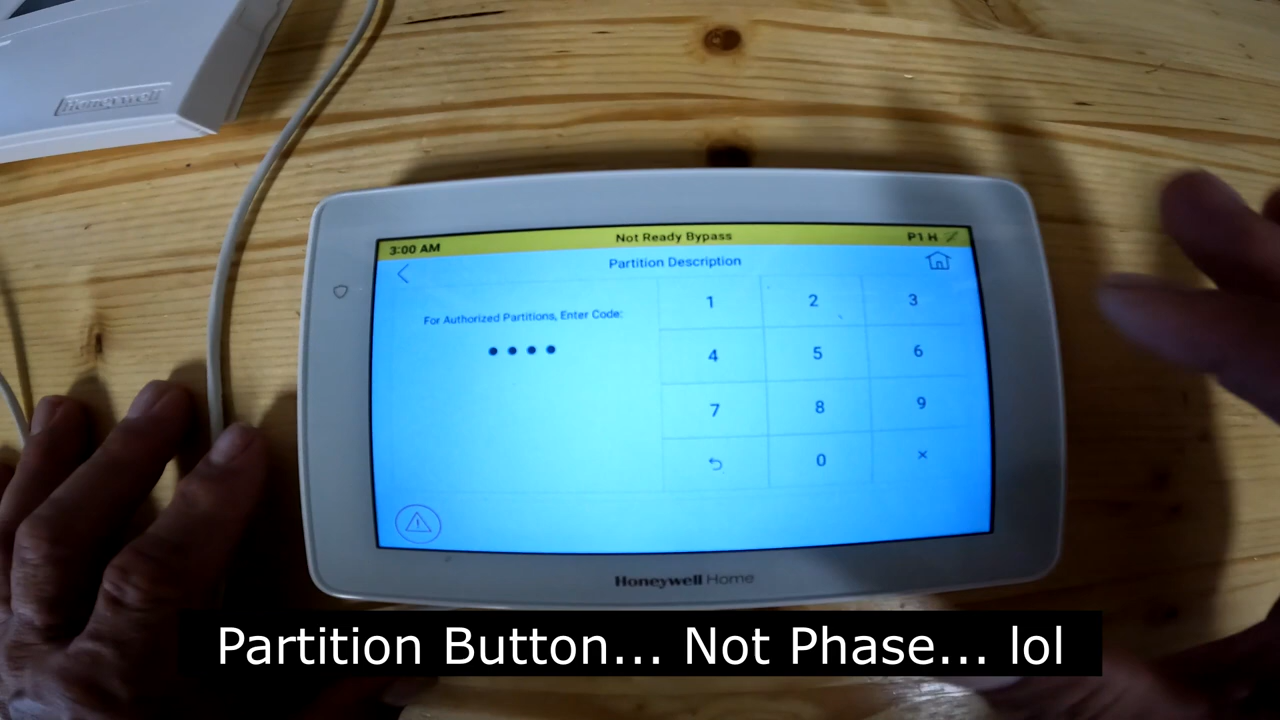 Honeywell
3:00 AM
Not Ready Bypass
P1 H
Partition Description
For Authorized Partitions, Enter Code:
1 2 3
4 5 6
7 8 9
0 ×
Honeywell Home
Partition Button... Not Phase... lol